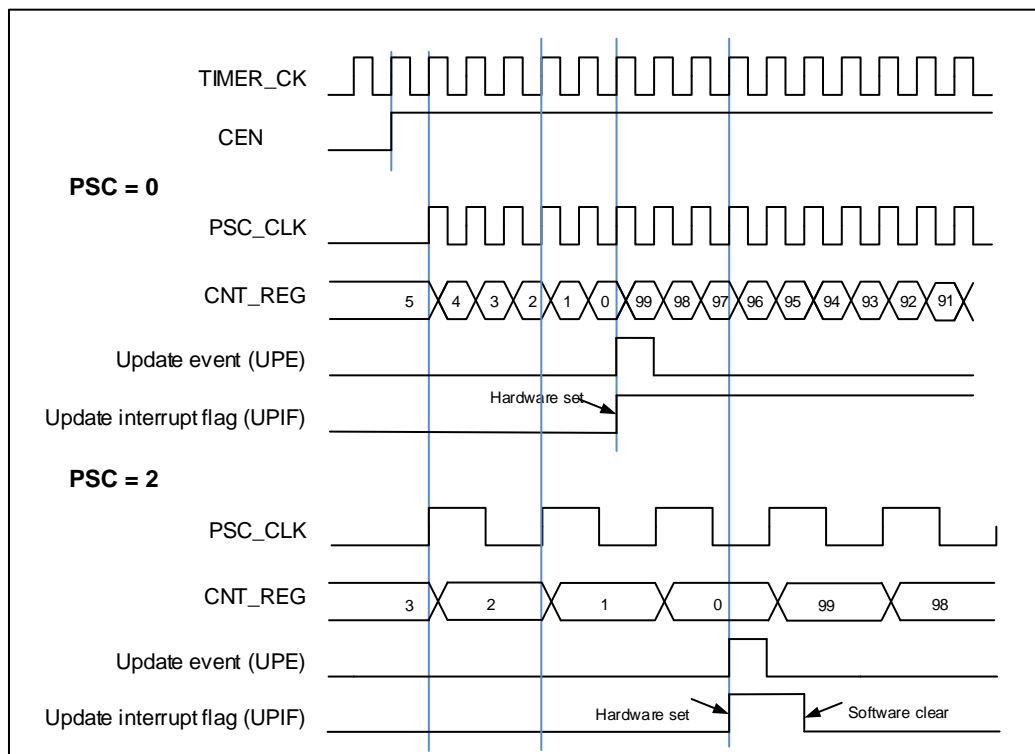 TIMER_CK
CEN
PSC = 0
PSC_CLK
CNT_REG
5 4 3 2 1 0 99 98 97 96 95 94 93 92 91
Update event (UPE)
Hardware set
Update interrupt flag (UPIF)
PSC = 2
PSC_CLK
CNT_REG
3 2 1 0 99 98
Update event (UPE)
Update interrupt flag (UPIF)
Hardware set
Software clear